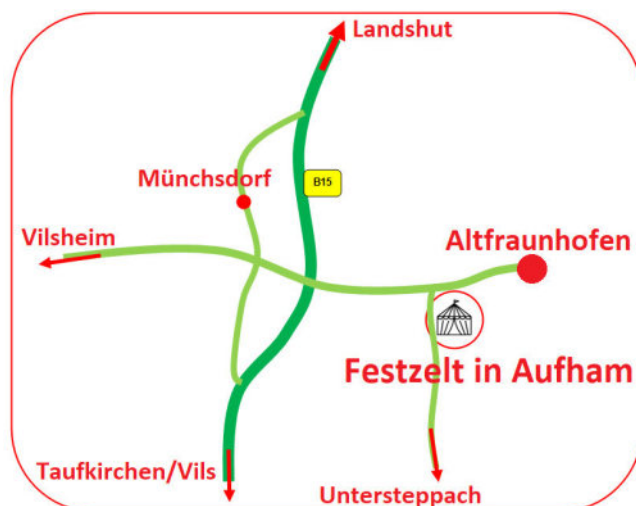 Landshut
Münchsdorf
B15
Vilsheim
Altfraunhofen
Festzelt in Aufham
Taufkirchen/Vils
Untersteppach